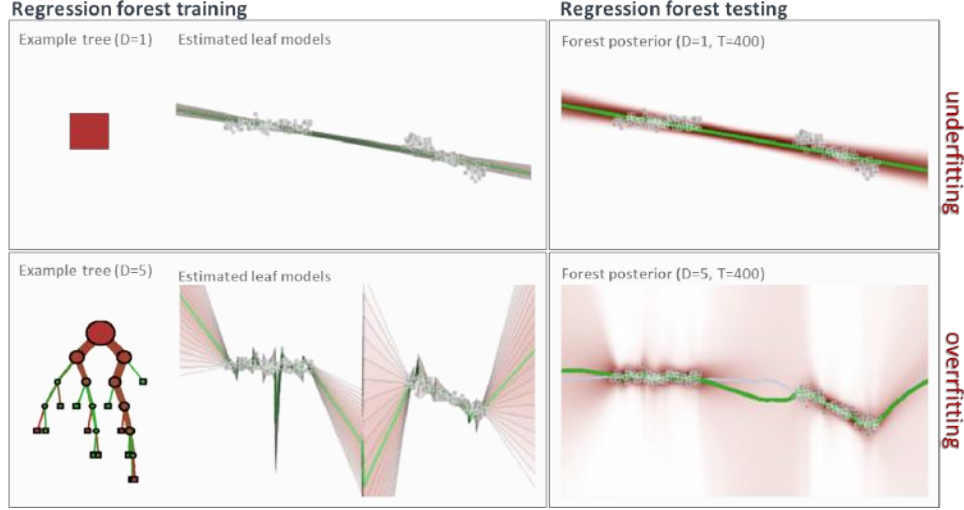 Regression forest training
Regression forest testing
Example tree (D=1)
Estimated leaf models
Forest posterior (D=1, T=400)
underfitting
Example tree (D=5)
Estimated leaf models
Forest posterior (D=5, T=400)
overrfitting